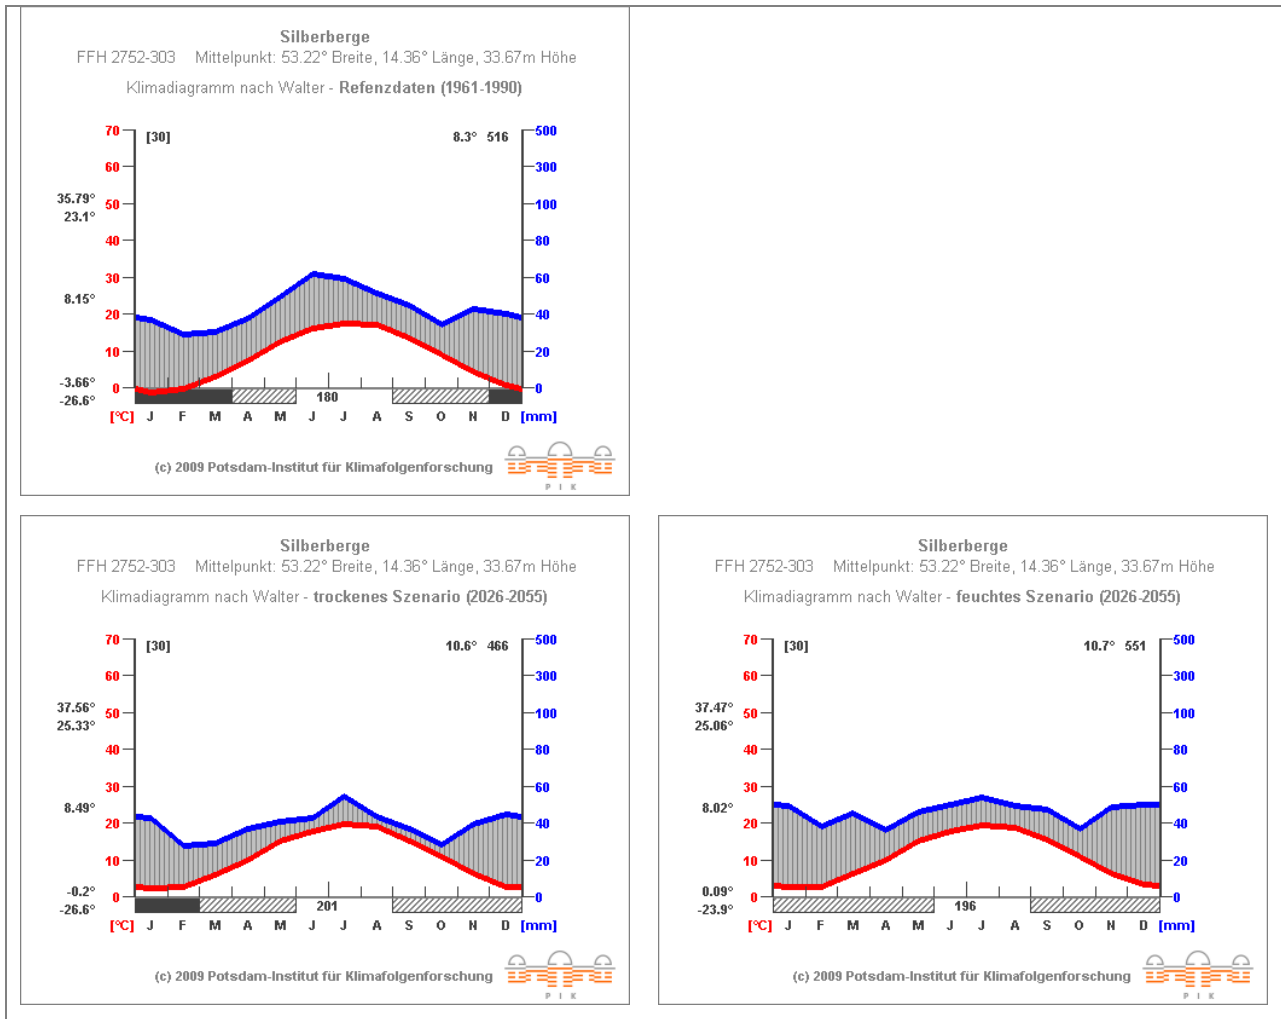 Silberberge
FFH 2752-303 Mittelpunkt: 53.22° Breite, 14.36° Länge, 33.67m Höhe
Klimadiagramm nach Walter - Refenzdaten (1961-1990)
70 [30] 8.3° 516 500
60 300
35.79° 50 100
23.1°
40 80
30 60
8.15° 20 40
10 20
-3.66° 0 0
-26.6° 180
[°C] J F M A M J J A S O N D [mm]
(c) 2009 Potsdam-Institut für Klimafolgenforschung
P I K
Silberberge
FFH 2752-303 Mittelpunkt: 53.22° Breite, 14.36° Länge, 33.67m Höhe
Klimadiagramm nach Walter - trockenes Szenario (2026-2055)
70 [30] 10.6° 466 500
60 300
37.56° 50 100
25.33°
40 80
30 60
8.49° 20 40
10 20
-0.2° 0 0
-26.6° 201
[°C] J F M A M J J A S O N D [mm]
(c) 2009 Potsdam-Institut für Klimafolgenforschung
P I K
Silberberge
FFH 2752-303 Mittelpunkt: 53.22° Breite, 14.36° Länge, 33.67m Höhe
Klimadiagramm nach Walter - feuchtes Szenario (2026-2055)
70 [30] 10.7° 551 500
60 300
37.47° 50 100
25.06°
40 80
30 60
8.02° 20 40
10 20
0.09° 0 0
-23.9° 196
[°C] J F M A M J J A S O N D [mm]
(c) 2009 Potsdam-Institut für Klimafolgenforschung
P I K